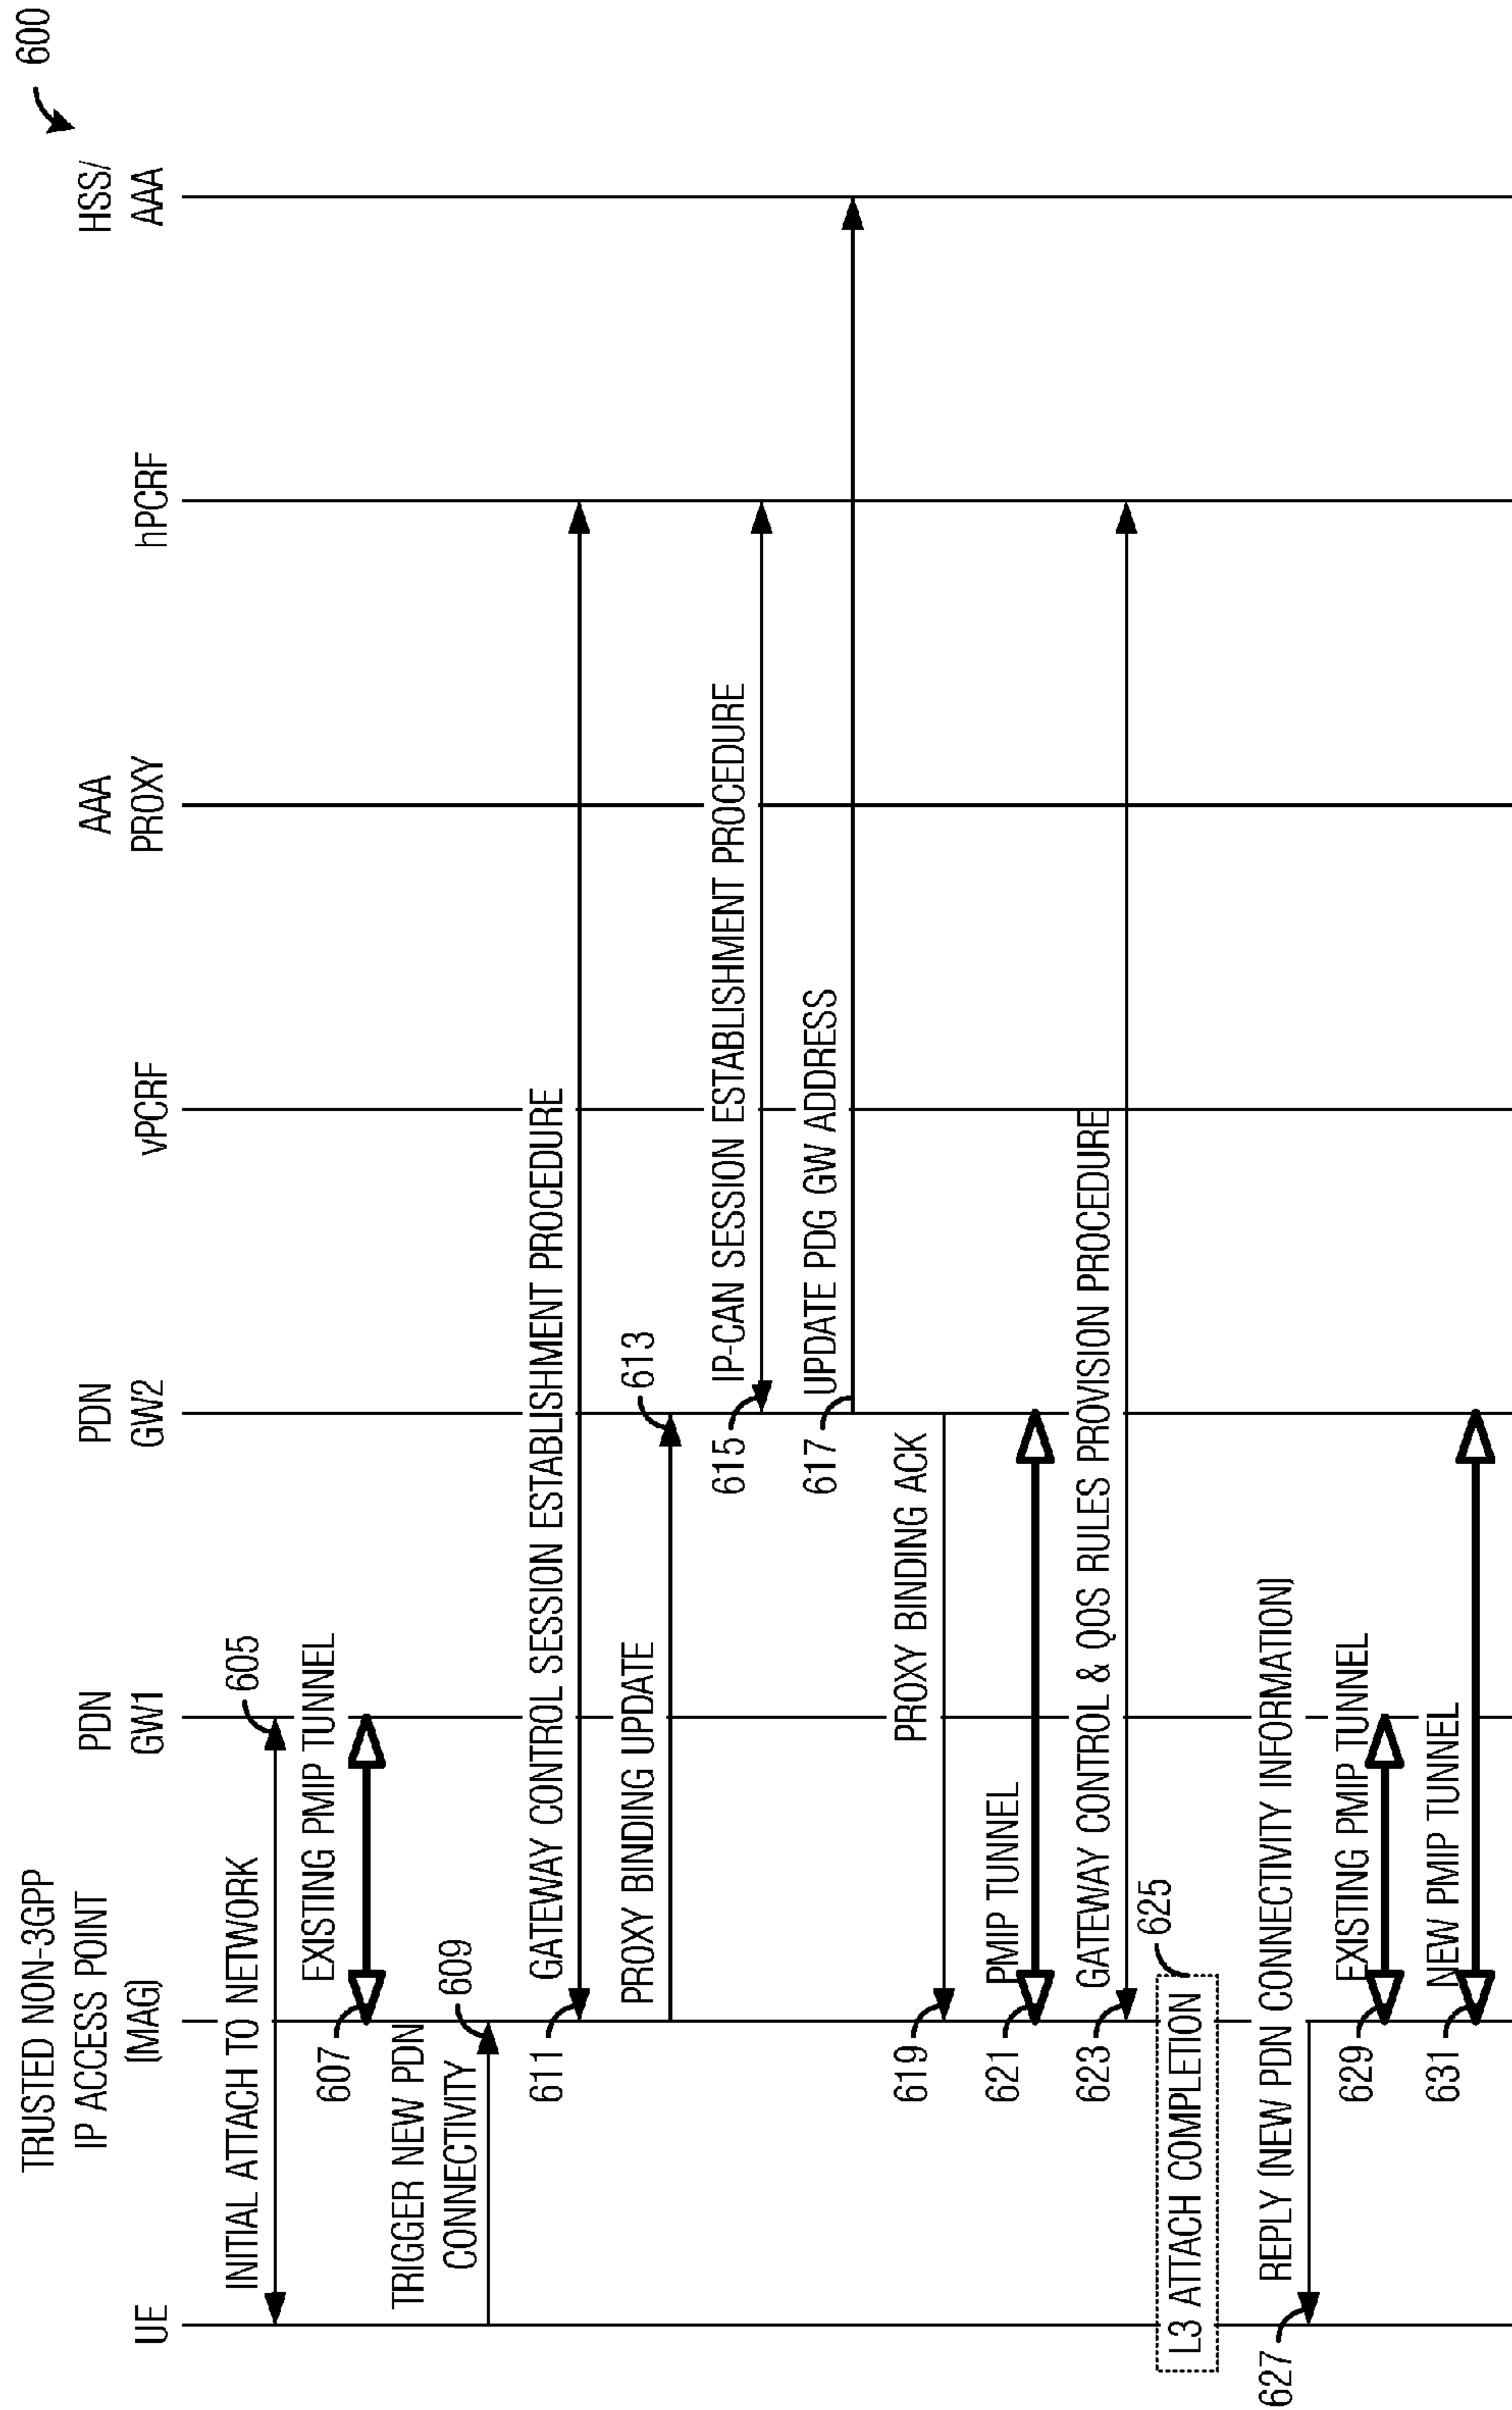 600
UE
TRUSTED NON-3GPP
IP ACCESS POINT
(MAG)
PDN
GW1
PDN
GW2
vPCRF
AAA
PROXY
hPCRF
HSS/
AAA
INITIAL ATTACH TO NETWORK
605
EXISTING PMIP TUNNEL
607
TRIGGER NEW PDN
CONNECTIVITY
609
GATEWAY CONTROL SESSION ESTABLISHMENT PROCEDURE
611
PROXY BINDING UPDATE
613
IP-CAN SESSION ESTABLISHMENT PROCEDURE
615
UPDATE PDG GW ADDRESS
617
PROXY BINDING ACK
619
PMIP TUNNEL
621
GATEWAY CONTROL & QOS RULES PROVISION PROCEDURE
623
L3 ATTACH COMPLETION
625
REPLY (NEW PDN CONNECTIVITY INFORMATION)
627
EXISTING PMIP TUNNEL
629
NEW PMIP TUNNEL
631